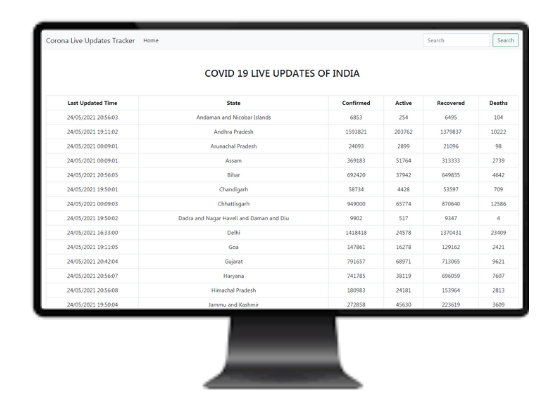 Corona Live Updates Tracker Home Search Search
COVID 19 LIVE UPDATES OF INDIA
Last Updated Time State Confirmed Active Recovered Deaths
24/05/2021 20:56:03 Andaman and Nicobar Islands 6853 254 6495 104
24/05/2021 19:11:02 Andhra Pradesh 1593821 203762 1379837 10222
24/05/2021 00:09:01 Arunachal Pradesh 24093 2899 21096 98
24/05/2021 00:09:01 Assam 369183 51764 313333 2739
24/05/2021 20:56:05 Bihar 692420 37942 649835 4642
24/05/2021 19:50:01 Chandigarh 58734 4428 53597 709
24/05/2021 00:09:03 Chhattisgarh 949000 65774 870640 12586
24/05/2021 19:50:02 Dadra and Nagar Haveli and Daman and Diu 9902 517 9347 4
24/05/2021 16:33:00 Delhi 1418418 24578 1370431 23409
24/05/2021 19:11:05 Goa 147861 16278 129162 2421
24/05/2021 20:42:04 Gujarat 791657 68971 713065 9621
24/05/2021 20:56:07 Haryana 741785 38119 696059 7607
24/05/2021 20:56:08 Himachal Pradesh 180983 24181 153964 2813
24/05/2021 19:50:04 Jammu and Kashmir 272858 45630 223619 3609